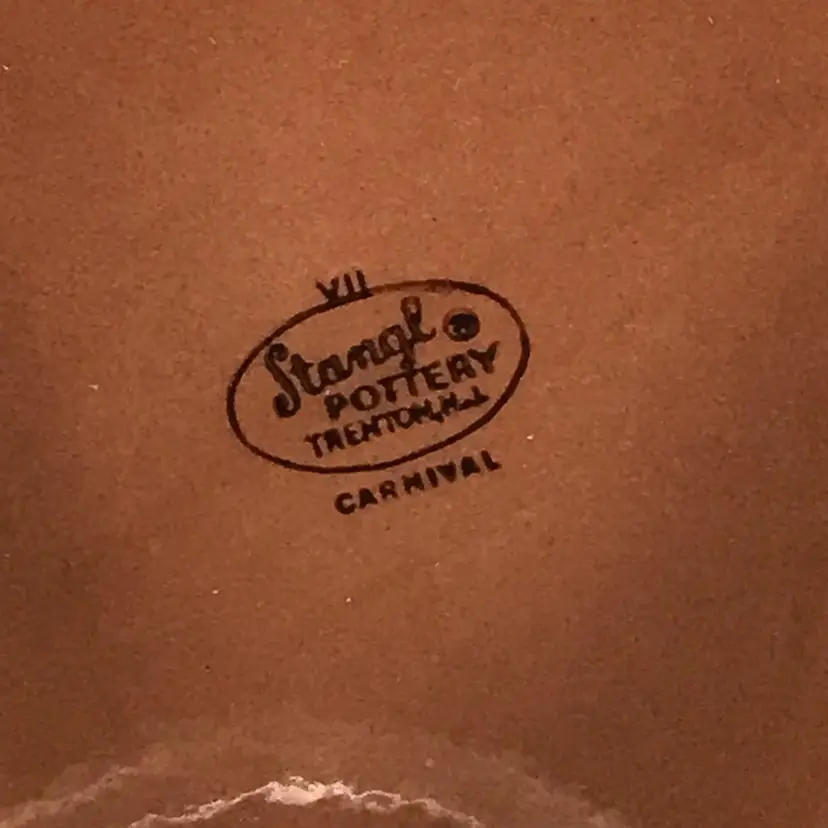 VII
Stangl ®
POTTERY
TRENTON, N.J.
CARNIVAL